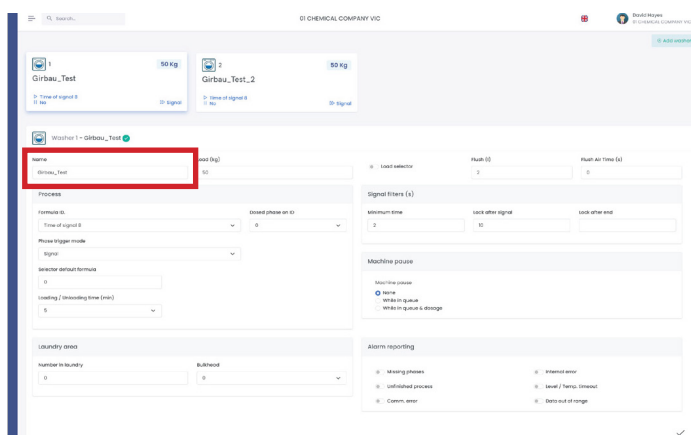 Search...
01 CHEMICAL COMPANY VIC
David Hayes
01 CHEMICAL COMPANY VIC
Add washer
1
50 Kg
Girbau_Test
Time of signal 8
No
Signal
2
50 Kg
Girbau_Test_2
Time of signal 8
No
Signal
Washer 1 - Girbau_Test
Name
Load (kg)
Load selector
Flush (l)
Flush Air Time (s)
Girbau_Test
50
2
0
Process
Formula ID.
Dosed phase on ID
Time of signal 8
0
Phase trigger mode
Signal
Selector default formula
0
Loading / Unloading time (min)
5
Signal filters (s)
Minimum time
Lock after signal
Lock after end
2
10
Machine pause
Machine pause
None
While in queue
While in queue & dosage
Laundry area
Number in laundry
Bulkhead
0
0
Alarm reporting
Missing phases
Internal error
Unfinished process
Level / Temp. timeout
Comm. error
Data out of range